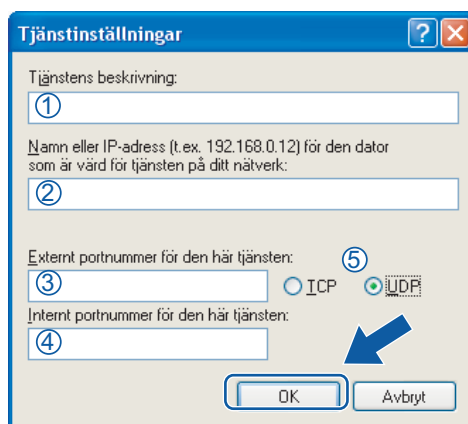 Tjänstinställningar
Tjänstens beskrivning:
①
Namn eller IP-adress (t.ex. 192.168.0.12) för den dator
som är värd för tjänsten på ditt nätverk:
②
Externt portnummer för den här tjänsten:
⑤
③
TCP
UDP
Internt portnummer för den här tjänsten:
④
OK
Avbryt